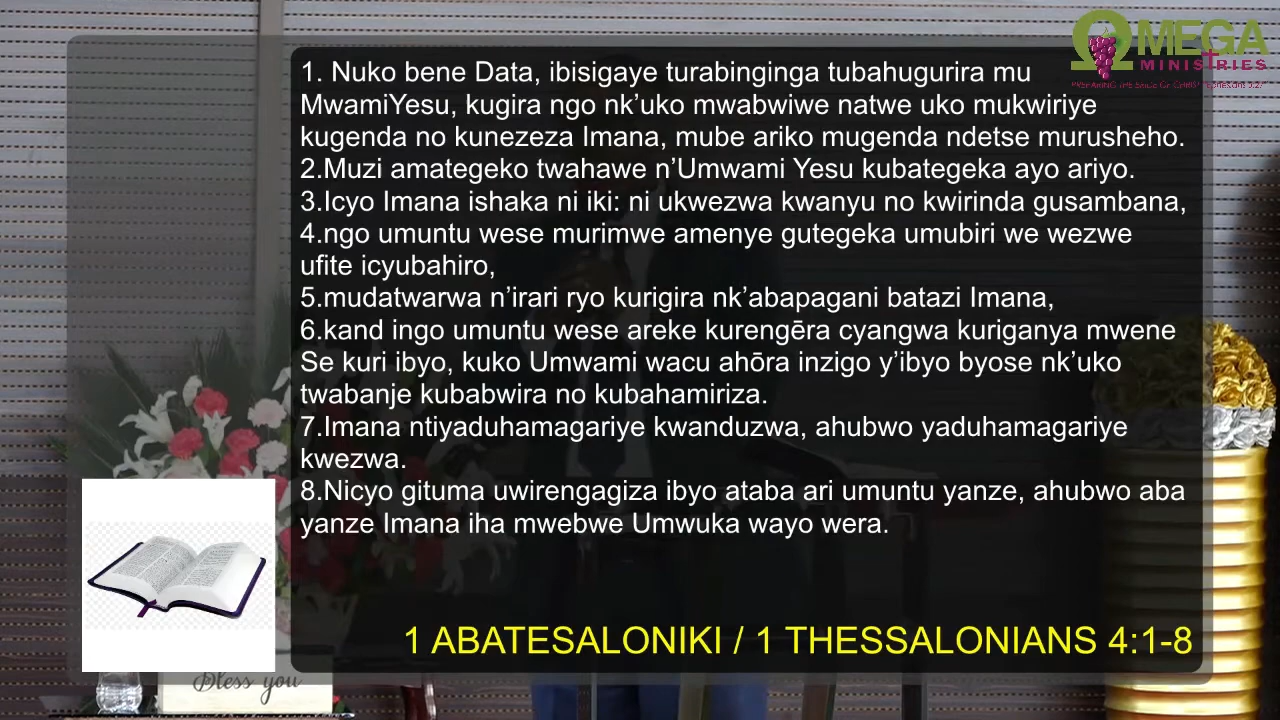 ΩMEGA
MINISTRIES
1. Nuko bene Data, ibisigaye turabinginga tubahugurira mu
MwamiYesu, kugira ngo nk’uko mwabwiwe natwe uko mukwiriye
kugenda no kunezeza Imana, mube ariko mugenda ndetse murusheho.
2.Muzi amategeko twahawe n’Umwami Yesu kubategeka ayo ariyo.
3.Icyo Imana ishaka ni iki: ni ukwezwa kwanyu no kwirinda gusambana,
4.ngo umuntu wese murimwe amenye gutegeka umubiri we wezwe
ufite icyubahiro,
5.mudatwarwa n’irari ryo kurigira nk’abapagani batazi Imana,
6.kand ingo umuntu wese areke kurengēra cyangwa kuriganya mwene
Se kuri ibyo, kuko Umwami wacu ahōra inzigo y’ibyo byose nk’uko
twabanje kubabwira no kubahamiriza.
7.Imana ntiyaduhamagariye kwanduzwa, ahubwo yaduhamagariye
kwezwa.
8.Nicyo gituma uwirengagiza ibyo ataba ari umuntu yanze, ahubwo aba
yanze Imana iha mwebwe Umwuka wayo wera.
1 ABATESALONIKI / 1 THESSALONIANS 4:1-8
Bless you